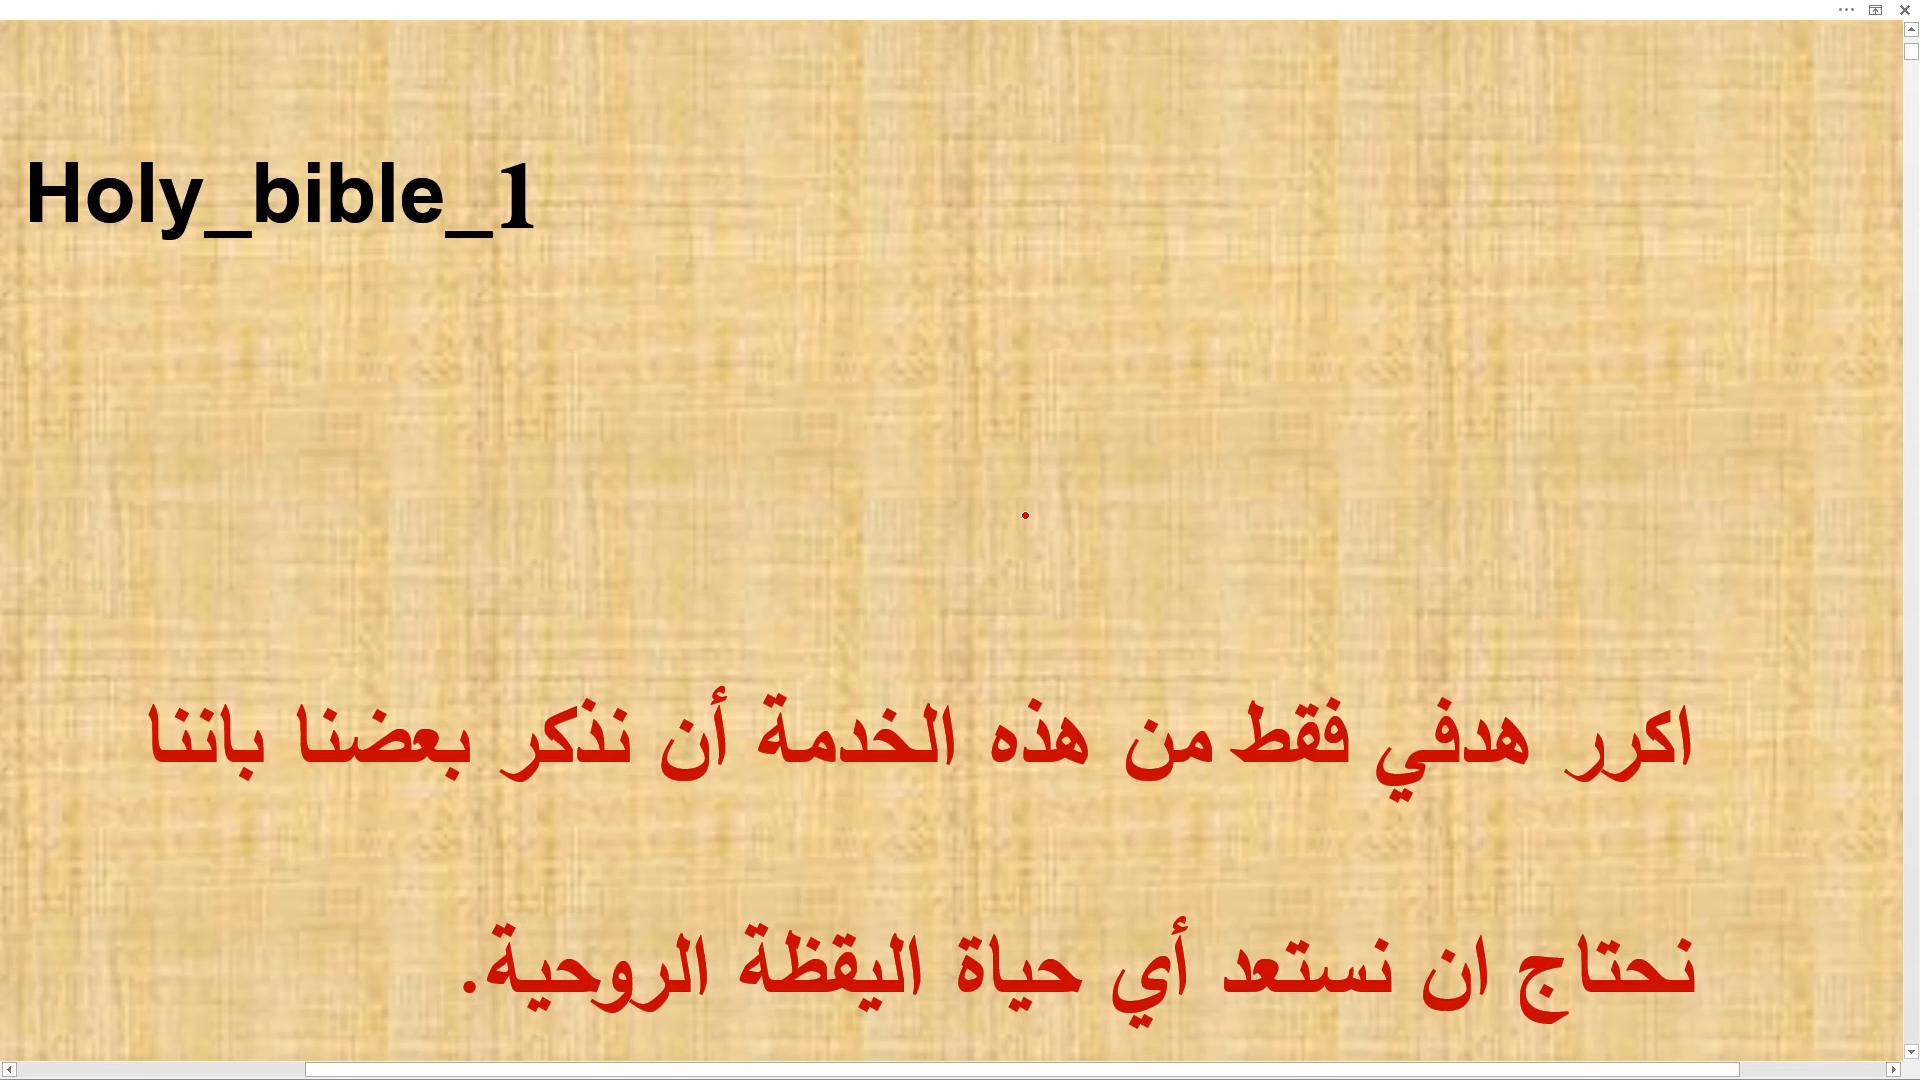 Holy_bible_1
اكرر هدفي فقط من هذه الخدمة أن نذكر بعضنا باننا
نحتاج ان نستعد أي حياة اليقظة الروحية.